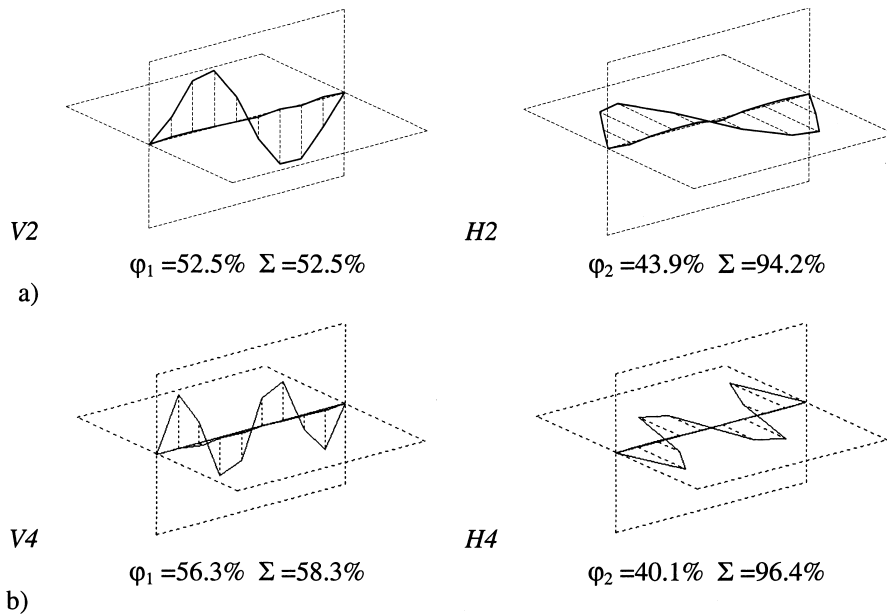 V2
H2
φ₁ =52.5% Σ =52.5%
φ₂ =43.9% Σ =94.2%
a)
V4
H4
φ₁ =56.3% Σ =58.3%
φ₂ =40.1% Σ =96.4%
b)